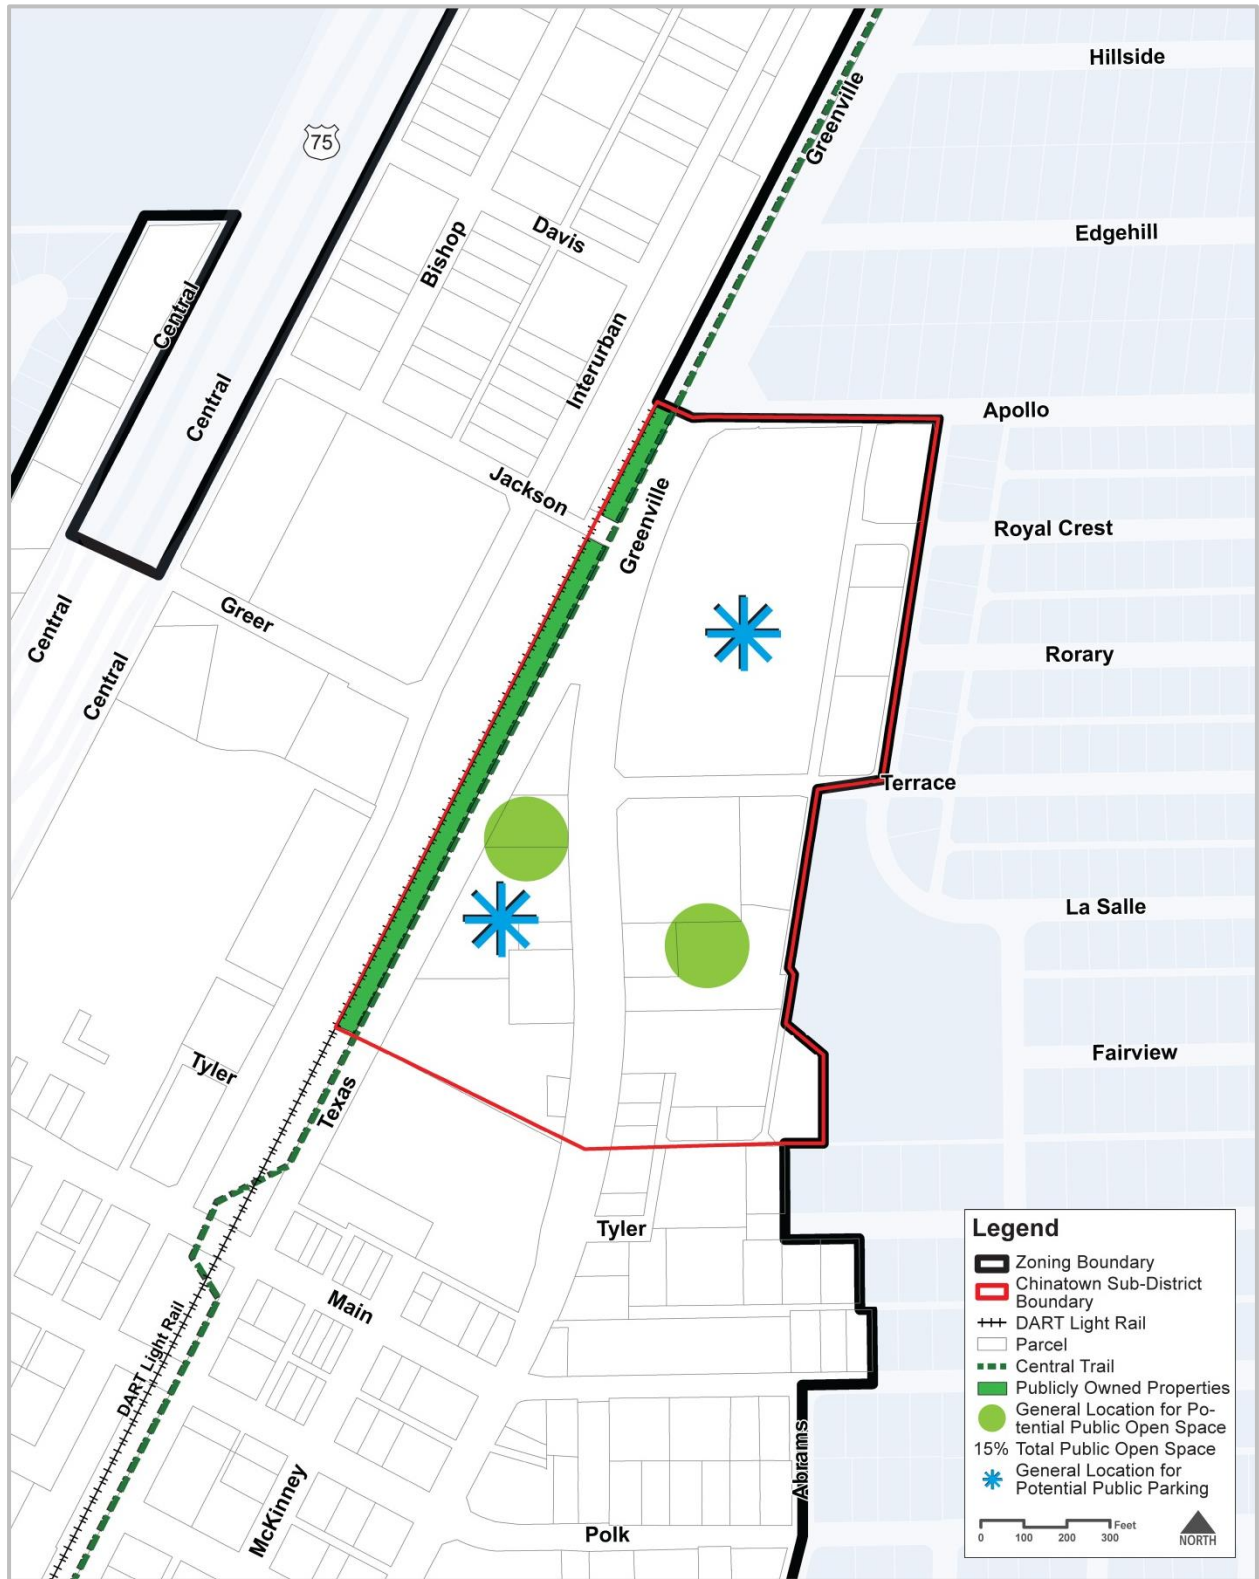 Hillside
Greenville
75
Edgehill
Davis
Bishop
Central
Interurban
Central
Apollo
Jackson
Greenville
Royal Crest
Greer
Central
Rorary
Central
Terrace
La Salle
Fairview
Tyler
Texas
Tyler
Main
DART Light Rail
Abrams
McKinney
Polk
Legend
Zoning Boundary
Chinatown Sub-District
Boundary
DART Light Rail
Parcel
Central Trail
Publicly Owned Properties
General Location for Po-
tential Public Open Space
15% Total Public Open Space
General Location for
Potential Public Parking
0 100 200 300 Feet
NORTH